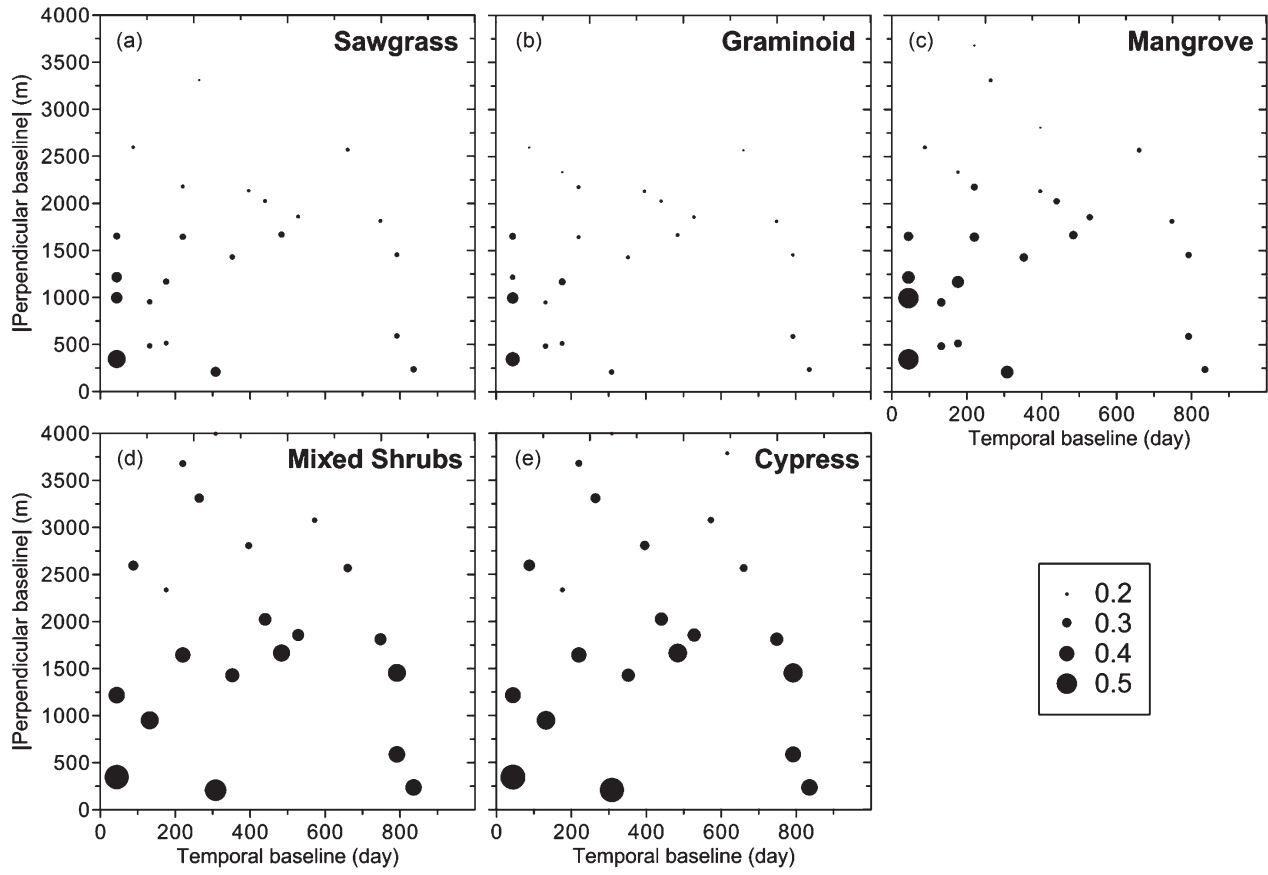 (a) Sawgrass
(b) Graminoid
(c) Mangrove
4000
3500
3000
2500
2000
1500
1000
500
0
|Perpendicular baseline| (m)
0 200 400 600 800
Temporal baseline (day)
(d) Mixed Shrubs
(e) Cypress
4000
3500
3000
2500
2000
1500
1000
500
0
|Perpendicular baseline| (m)
0 200 400 600 800
Temporal baseline (day)
0 200 400 600 800
Temporal baseline (day)
0.2
0.3
0.4
0.5